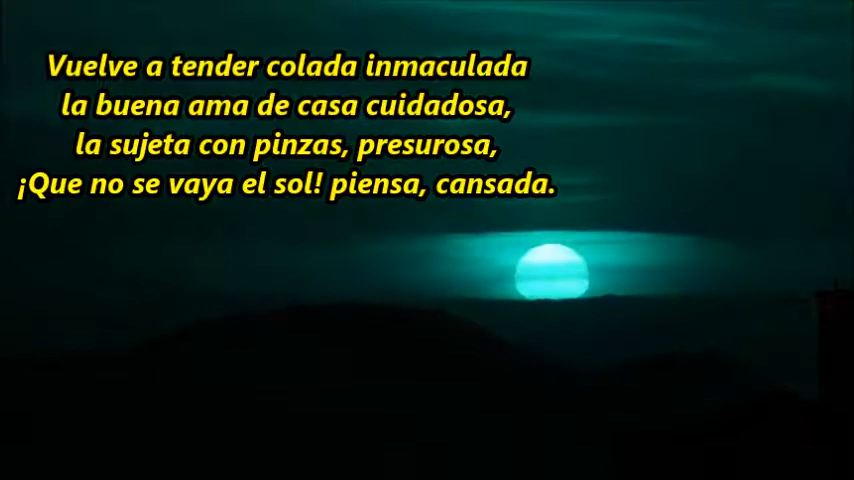 Vuelve a tender colada inmaculada
la buena ama de casa cuidadosa,
la sujeta con pinzas, presurosa,
¡Que no se vaya el sol! piensa, cansada.